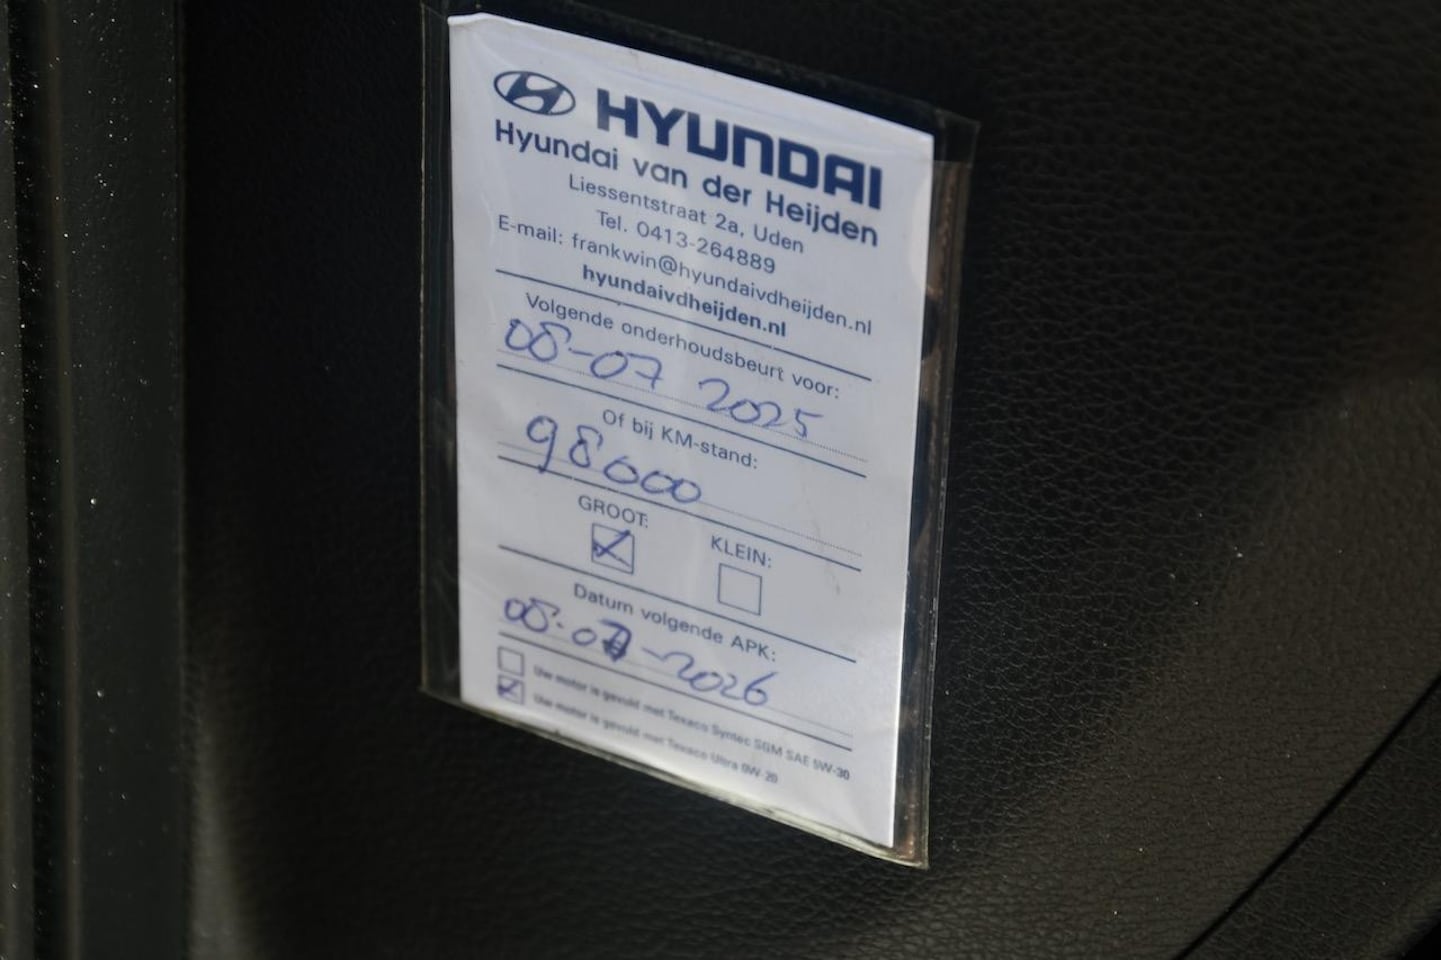 HYUNDAI
Hyundai van der Heijden
Liessentstraat 2a, Uden
Tel. 0413-264889
E-mail: frankwin@hyundaivdheijden.nl
hyundaivdheijden.nl
Volgende onderhoudsbeurt voor:
08-07 2025
Of bij KM-stand:
98000
GROOT: KLEIN:
Datum volgende APK:
08-07-2026
Uw motor is gevuld met Texaco Syntec SGM SAE 5W-30
Uw motor is gevuld met Texaco Ultra 0W-20